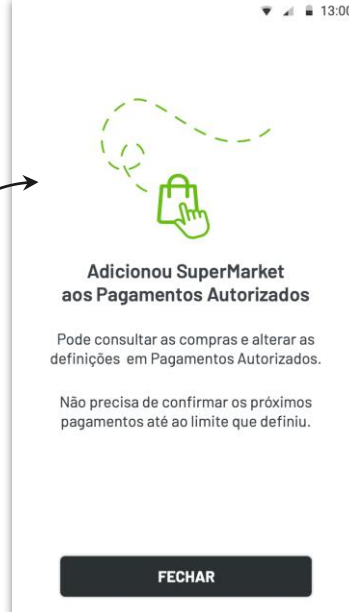 13:00
Adicionou SuperMarket
aos Pagamentos Autorizados
Pode consultar as compras e alterar as
definições em Pagamentos Autorizados.
Não precisa de confirmar os próximos
pagamentos até ao limite que definiu.
FECHAR